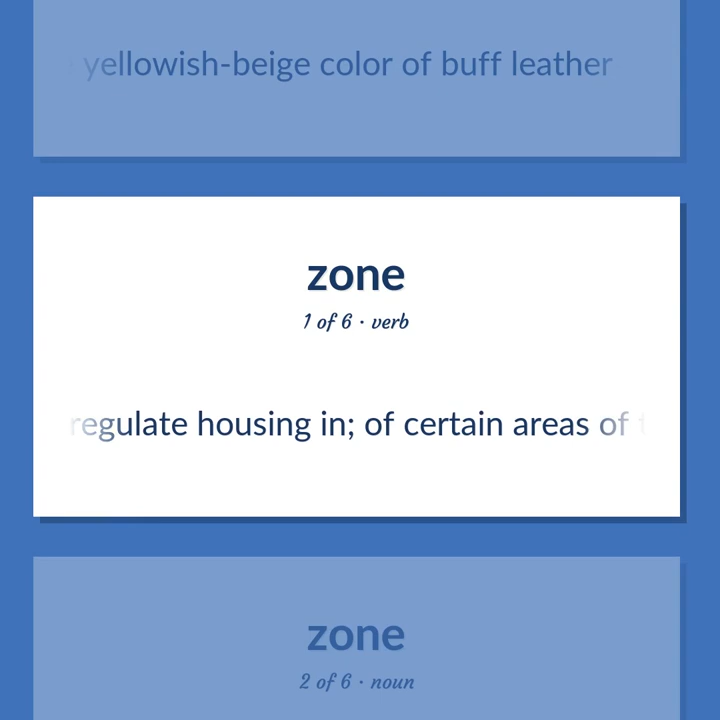 yellowish-beige color of buff leather
zone
1 of 6 · verb
regulate housing in; of certain areas of
zone
2 of 6 · noun